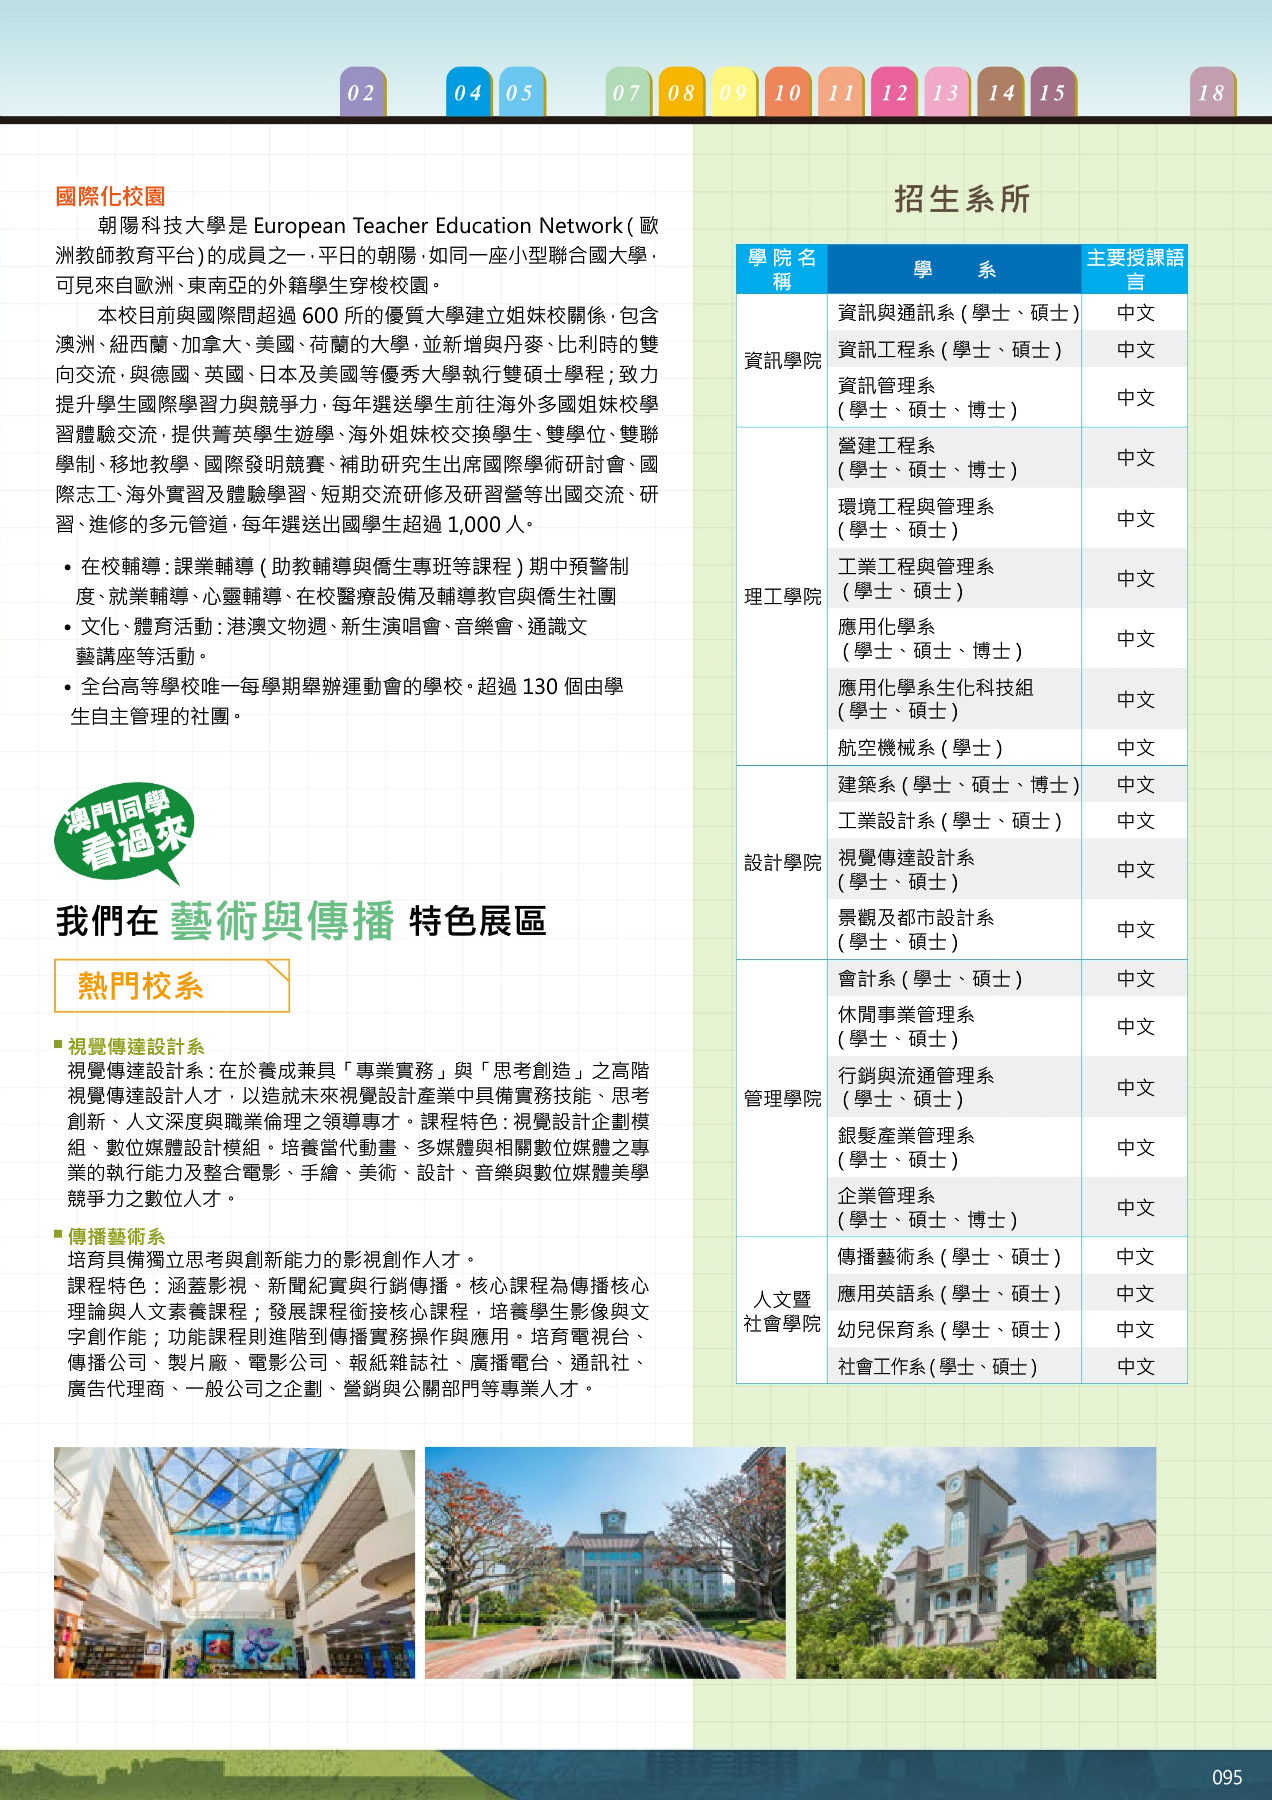 02 04 05 07 08 09 10 11 12 13 14 15 18
國際化校園
朝陽科技大學是 European Teacher Education Network ( 歐
洲教師教育平台 ) 的成員之一，平日的朝陽，如同一座小型聯合國大學，
可見來自歐洲、東南亞的外籍學生穿梭校園。
本校目前與國際間超過 600 所的優質大學建立姐妹校關係，包含
澳洲、紐西蘭、加拿大、美國、荷蘭的大學，並新增與丹麥、比利時的雙
向交流，與德國、英國、日本及美國等優秀大學執行雙碩士學程；致力
提升學生國際學習力與競爭力，每年選送學生前往海外多國姐妹校學
習體驗交流，提供菁英學生遊學、海外姐妹校交換學生、雙學位、雙聯
學制、移地教學、國際發明競賽、補助研究生出席國際學術研討會、國
際志工、海外實習及體驗學習、短期交流研修及研習營等出國交流、研
習、進修的多元管道，每年選送出國學生超過 1,000 人。
• 在校輔導：課業輔導 ( 助教輔導與僑生專班等課程 ) 期中預警制
度、就業輔導、心靈輔導、在校醫療設備及輔導教官與僑生社團
• 文化、體育活動：港澳文物週、新生演唱會、音樂會、通識文
藝講座等活動。
• 全台高等學校唯一每學期舉辦運動會的學校。超過 130 個由學
生自主管理的社團。
澳門同學
看過來
我們在 藝術與傳播 特色展區
熱門校系
視覺傳達設計系
視覺傳達設計系：在於養成兼具「專業實務」與「思考創造」之高階
視覺傳達設計人才，以造就未來視覺設計產業中具備實務技能、思考
創新、人文深度與職業倫理之領導專才。課程特色：視覺設計企劃模
組、數位媒體設計模組。培養當代動畫、多媒體與相關數位媒體之專
業的執行能力及整合電影、手繪、美術、設計、音樂與數位媒體美學
競爭力之數位人才。
傳播藝術系
培育具備獨立思考與創新能力的影視創作人才。
課程特色：涵蓋影視、新聞紀實與行銷傳播。核心課程為傳播核心
理論與人文素養課程；發展課程銜接核心課程，培養學生影像與文
字創作能；功能課程則進階到傳播實務操作與應用。培育電視台、
傳播公司、製片廠、電影公司、報紙雜誌社、廣播電台、通訊社、
廣告代理商、一般公司之企劃、營銷與公關部門等專業人才。
招生系所
學院名稱 學 系 主要授課語言
資訊學院
資訊與通訊系 ( 學士、碩士 ) 中文
資訊工程系 ( 學士、碩士 ) 中文
資訊管理系
( 學士、碩士、博士 ) 中文
理工學院
營建工程系
( 學士、碩士、博士 ) 中文
環境工程與管理系
( 學士、碩士 ) 中文
工業工程與管理系
( 學士、碩士 ) 中文
應用化學系
( 學士、碩士、博士 ) 中文
應用化學系生化科技組
( 學士、碩士 ) 中文
航空機械系 ( 學士 ) 中文
設計學院
建築系 ( 學士、碩士、博士 ) 中文
工業設計系 ( 學士、碩士 ) 中文
視覺傳達設計系
( 學士、碩士 ) 中文
景觀及都市設計系
( 學士、碩士 ) 中文
管理學院
會計系 ( 學士、碩士 ) 中文
休閒事業管理系
( 學士、碩士 ) 中文
行銷與流通管理系
( 學士、碩士 ) 中文
銀髮產業管理系
( 學士、碩士 ) 中文
企業管理系
( 學士、碩士、博士 ) 中文
人文暨
社會學院
傳播藝術系 ( 學士、碩士 ) 中文
應用英語系 ( 學士、碩士 ) 中文
幼兒保育系 ( 學士、碩士 ) 中文
社會工作系 ( 學士、碩士 ) 中文
095